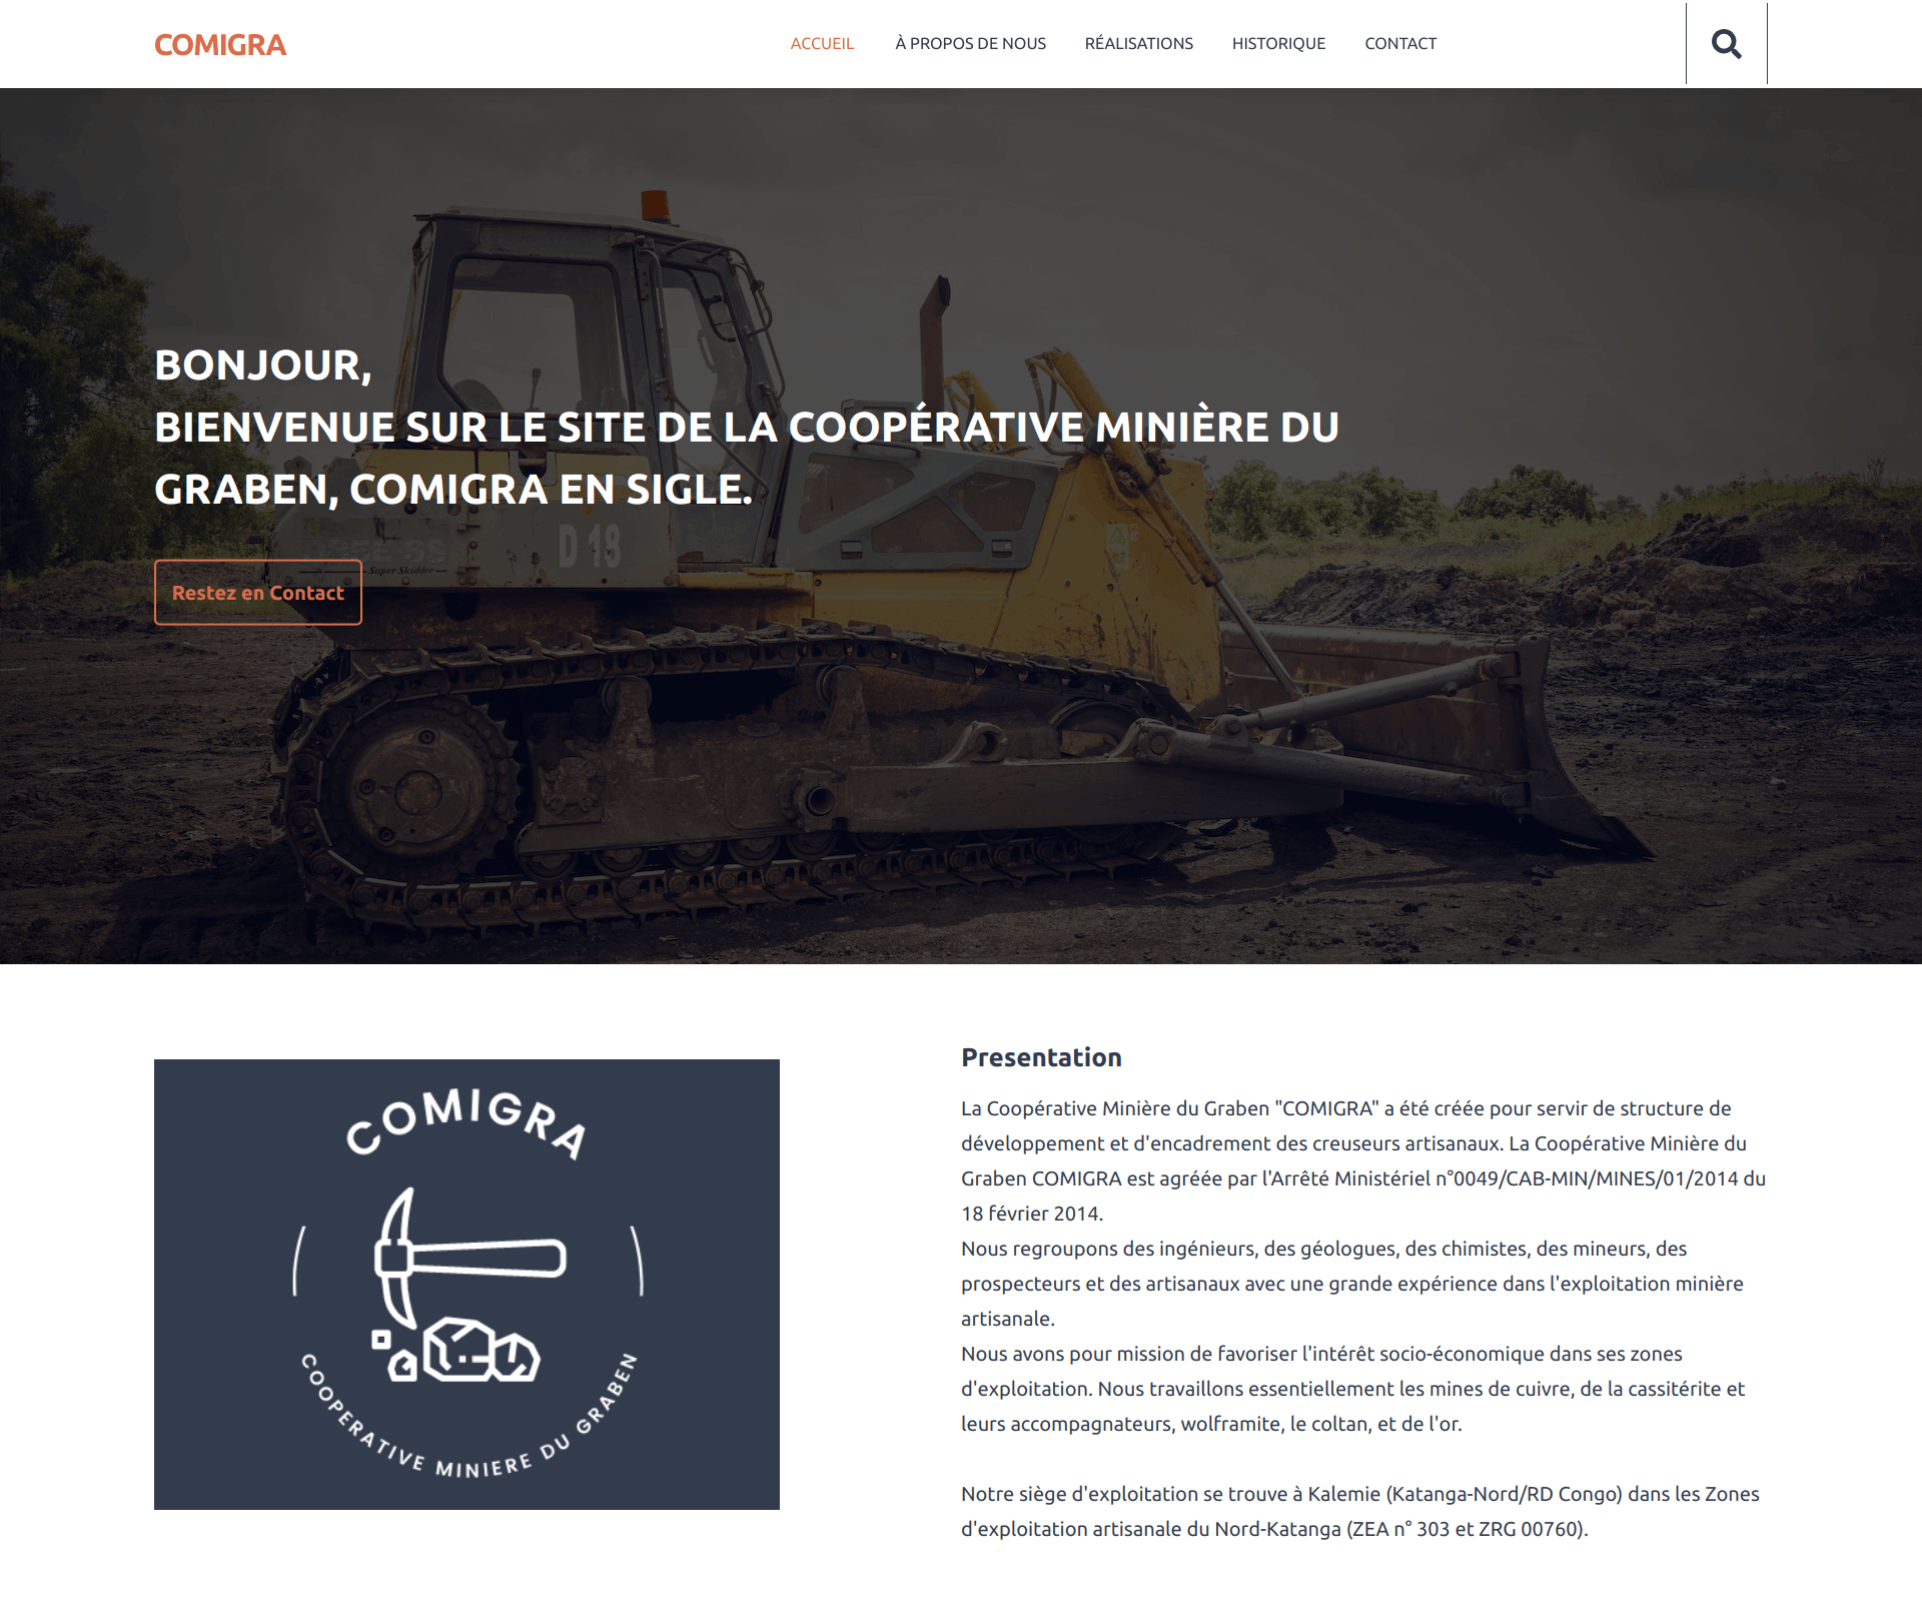 COMIGRA
ACCUEIL
À PROPOS DE NOUS
RÉALISATIONS
HISTORIQUE
CONTACT
BONJOUR,
BIENVENUE SUR LE SITE DE LA COOPÉRATIVE MINIÈRE DU
GRABEN, COMIGRA EN SIGLE.
D 18
Super Skidder
Restez en Contact
COMIGRA
COOPERATIVE MINIERE DU GRABEN
Presentation
La Coopérative Minière du Graben "COMIGRA" a été créée pour servir de structure de
développement et d'encadrement des creuseurs artisanaux. La Coopérative Minière du
Graben COMIGRA est agréée par l'Arrêté Ministériel n°0049/CAB-MIN/MINES/01/2014 du
18 février 2014.
Nous regroupons des ingénieurs, des géologues, des chimistes, des mineurs, des
prospecteurs et des artisanaux avec une grande expérience dans l'exploitation minière
artisanale.
Nous avons pour mission de favoriser l'intérêt socio-économique dans ses zones
d'exploitation. Nous travaillons essentiellement les mines de cuivre, de la cassitérite et
leurs accompagnateurs, wolframite, le coltan, et de l'or.
Notre siège d'exploitation se trouve à Kalemie (Katanga-Nord/RD Congo) dans les Zones
d'exploitation artisanale du Nord-Katanga (ZEA n° 303 et ZRG 00760).